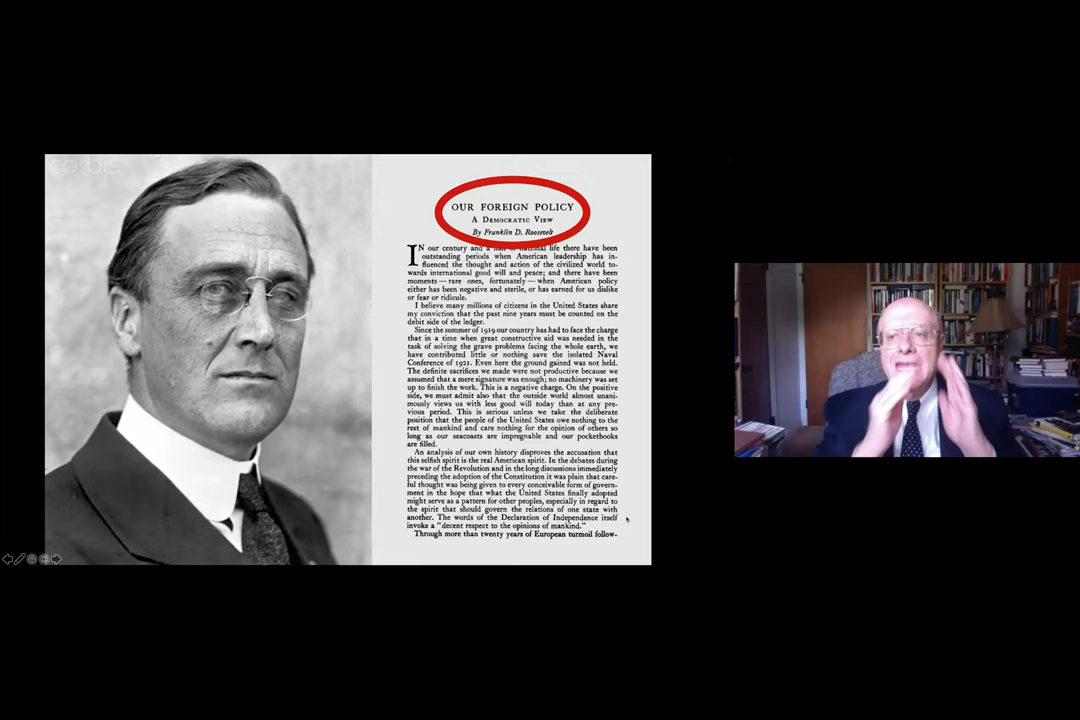 CORBIS
OUR FOREIGN POLICY
A DEMOCRATIC VIEW
By Franklin D. Roosevelt
IN our century and a half of national life there have been
outstanding periods when American leadership has in-
fluenced the thought and action of the civilized world to-
wards international good will and peace; and there have been
moments — rare ones, fortunately — when American policy
either has been negative and sterile, or has earned for us dislike
or fear or ridicule.
I believe many millions of citizens in the United States share
my conviction that the past nine years must be counted on the
debit side of the ledger.
Since the summer of 1919 our country has had to face the charge
that in a time when great constructive aid was needed in the
task of solving the grave problems facing the whole earth, we
have contributed little or nothing save the isolated Naval
Conference of 1921. Even here the ground gained was not held.
The definite sacrifices we made were not productive because we
assumed that a mere signature was enough; no machinery was set
up to finish the work. This is a negative charge. On the positive
side, we must admit also that the outside world almost unani-
mously views us with less good will today than at any pre-
vious period. This is serious unless we take the deliberate
position that the people of the United States owe nothing to the
rest of mankind and care nothing for the opinion of others so
long as our seacoasts are impregnable and our pocketbooks
are filled.
An analysis of our own history disproves the accusation that
this selfish spirit is the real American spirit. In the debates during
the war of the Revolution and in the long discussions immediately
preceding the adoption of the Constitution it was plain that care-
ful thought was being given to every conceivable form of govern-
ment in the hope that what the United States finally adopted
might serve as a pattern for other peoples, especially in regard to
the spirit that should govern the relations of one state with
another. The words of the Declaration of Independence itself
invoke a "decent respect to the opinions of mankind."
Through more than twenty years of European turmoil follow-